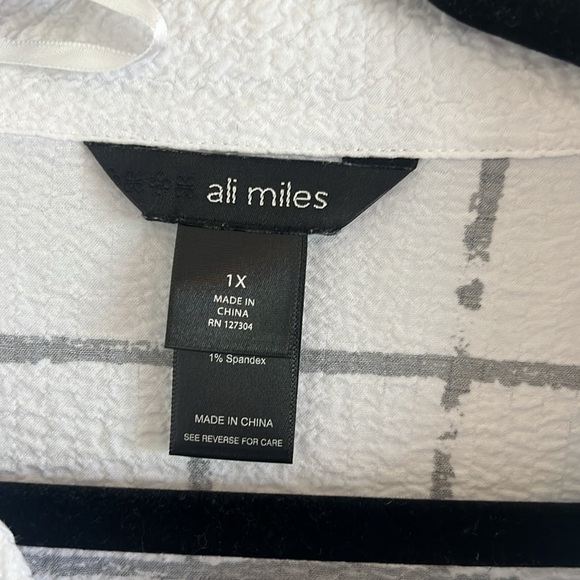 ali miles
1X
MADE IN
CHINA
RN 127304
1% Spandex
MADE IN CHINA
SEE REVERSE FOR CARE